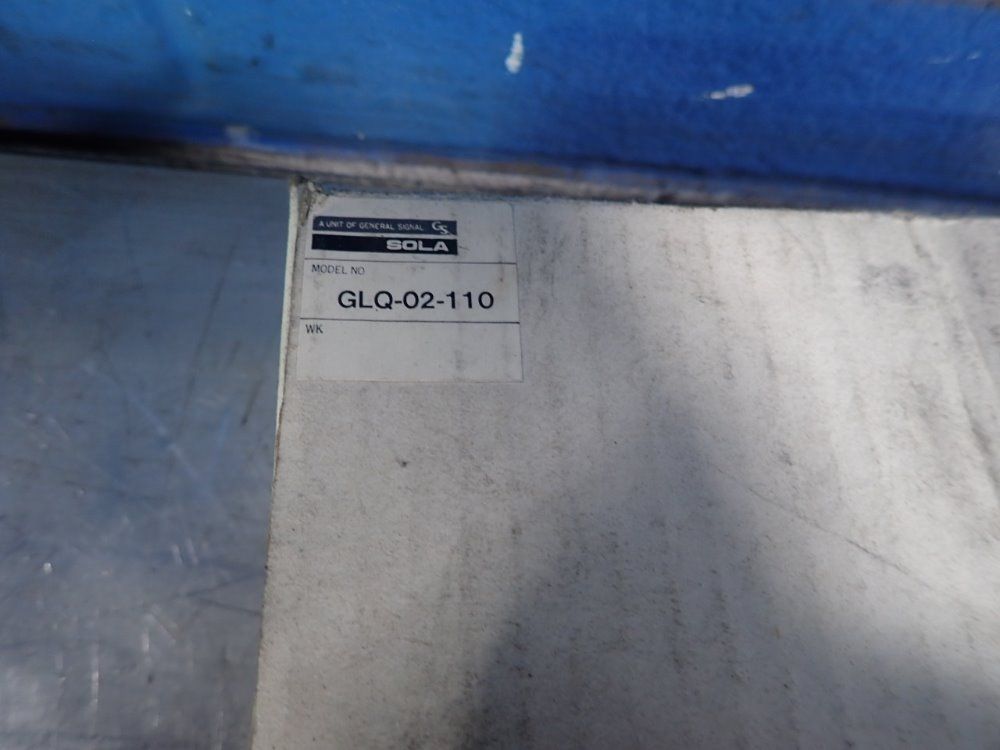 A UNIT OF GENERAL SIGNAL GS
SOLA
MODEL NO
GLQ-02-110
WK